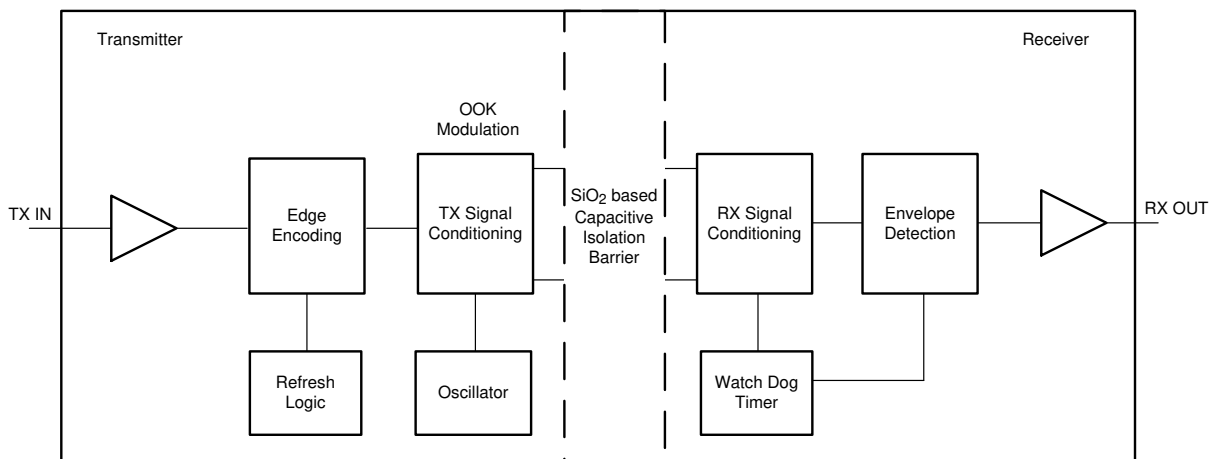 Transmitter
Receiver
OOK
Modulation
TX IN
Edge
Encoding
TX Signal
Conditioning
SiO₂ based
Capacitive
Isolation
Barrier
RX Signal
Conditioning
Envelope
Detection
RX OUT
Refresh
Logic
Oscillator
Watch Dog
Timer